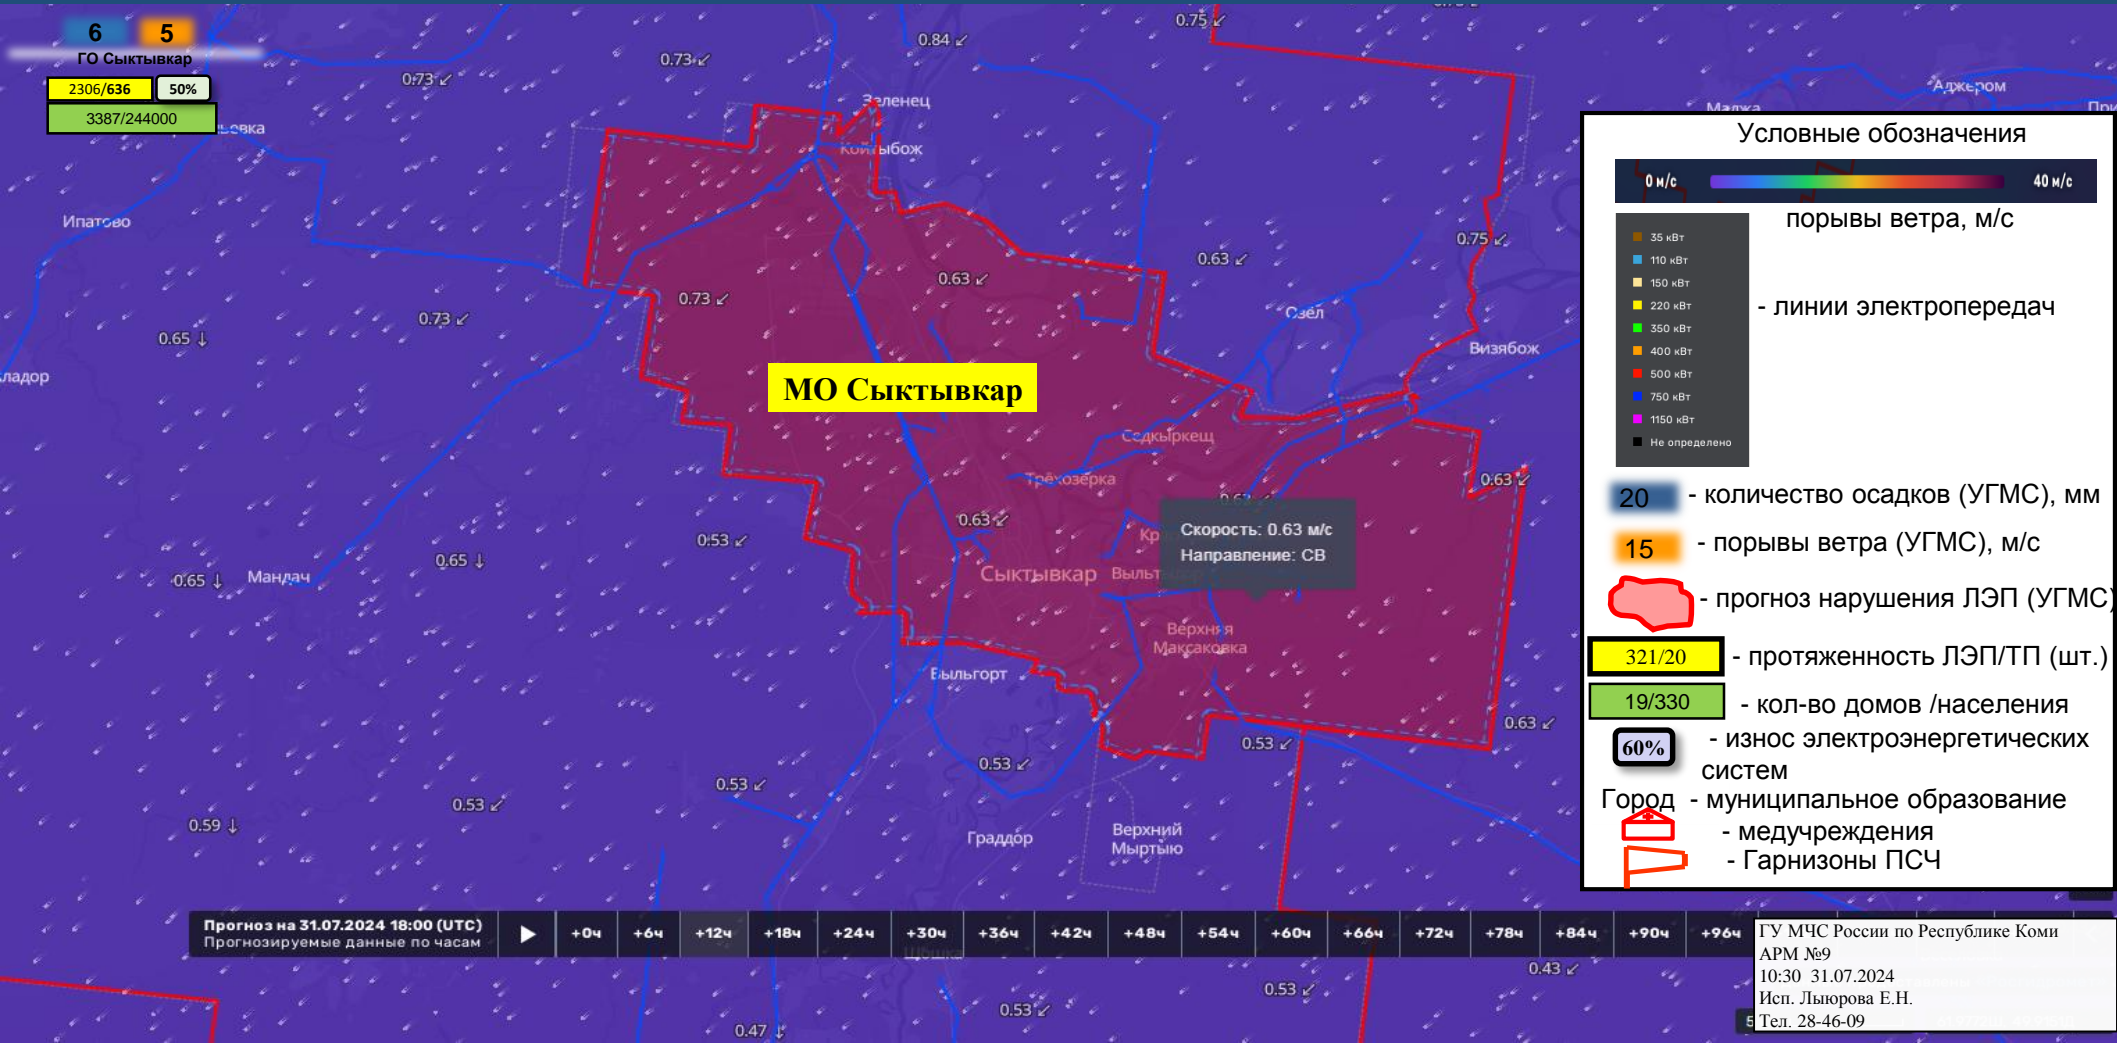 0.75 ↙
6 5
0.84 ↙
ГО Сыктывкар
0.73 ↙
0.73 ↙
2306/636 50%
Аджером
Зеленец
Маджа
3387/244000
Койтыбож
Ипатово
0.75 ↙
0.63 ↙
0.63 ↙
0.73 ↙
0.73 ↙
Озёл
0.65 ↓
Визябож
МО Сыктывкар
Седкыркещ
Трёхозёрка
0.63 ↙
0.63 ↙
0.63 ↙
Скорость: 0.63 м/с
Направление: СВ
0.53 ↙
0.65 ↓
0.65 ↓
Мандач
Сыктывкар
Верхняя
Максаковка
Выльгорт
0.63 ↙
0.53 ↙
0.53 ↙
0.53 ↙
0.53 ↙
0.59 ↓
Граддор
Верхний
Мыртыю
Прогноз на 31.07.2024 18:00 (UTC)
Прогнозируемые данные по часам
+0ч +6ч +12ч +18ч +24ч +30ч +36ч +42ч +48ч +54ч +60ч +66ч +72ч +78ч +84ч +90ч +96ч
0.43 ↙
0.53 ↙
0.53 ↙
0.47 ↓
Условные обозначения
0 м/с 40 м/с
порывы ветра, м/с
35 кВт
110 кВт
150 кВт
220 кВт
350 кВт
400 кВт
500 кВт
750 кВт
1150 кВт
Не определено
- линии электропередач
20 - количество осадков (УГМС), мм
15 - порывы ветра (УГМС), м/с
- прогноз нарушения ЛЭП (УГМС)
321/20 - протяженность ЛЭП/ТП (шт.)
19/330 - кол-во домов /населения
60% - износ электроэнергетических
систем
Город - муниципальное образование
- медучреждения
- Гарнизоны ПСЧ
ГУ МЧС России по Республике Коми
АРМ №9
10:30 31.07.2024
Исп. Лыюрова Е.Н.
Тел. 28-46-09